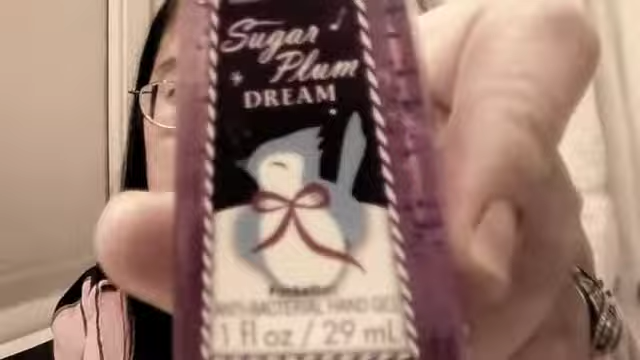 Sugar
Plum
DREAM
ANTI-BACTERIAL HAND GEL
1 fl oz / 29 mL